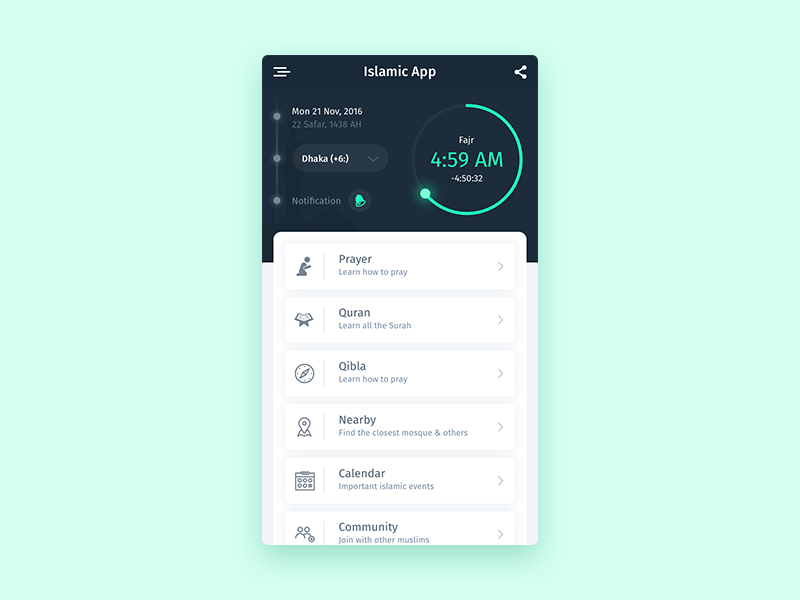 Islamic App
Mon 21 Nov, 2016
22 Safar, 1438 AH
Dhaka (+6:)
Notification
Fajr
4:59 AM
-4:50:32
Prayer
Learn how to pray
Quran
Learn all the Surah
Qibla
Learn how to pray
Nearby
Find the closest mosque & others
Calendar
Important islamic events
Community
Join with other muslims